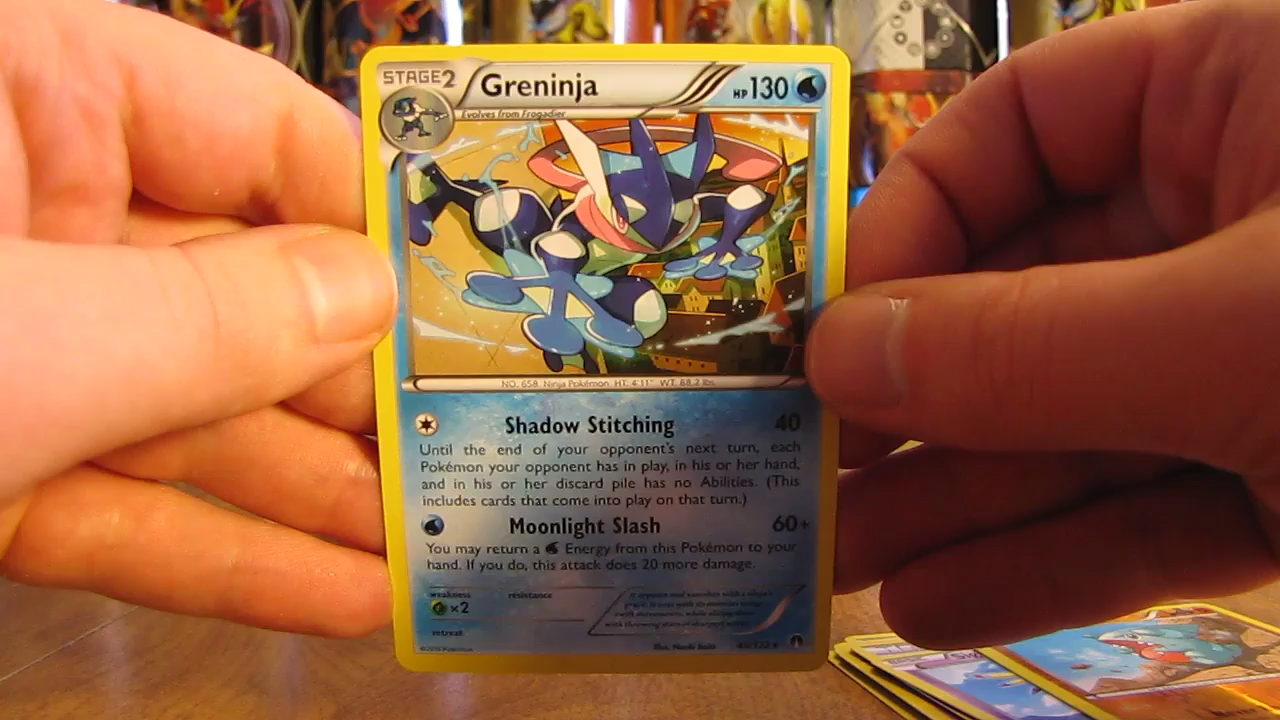 STAGE2 Greninja HP130
Evolves from Frogadier
NO. 658 Ninja Pokémon HT. 4'11" WT. 88.2 lbs.
Shadow Stitching 40
Until the end of your opponent's next turn, each
Pokémon your opponent has in play, in his or her hand,
and in his or her discard pile has no Abilities. (This
includes cards that come into play on that turn.)
Moonlight Slash 60+
You may return a Energy from this Pokémon to your
hand. If you do, this attack does 20 more damage.
weakness resistance
×2
retreat